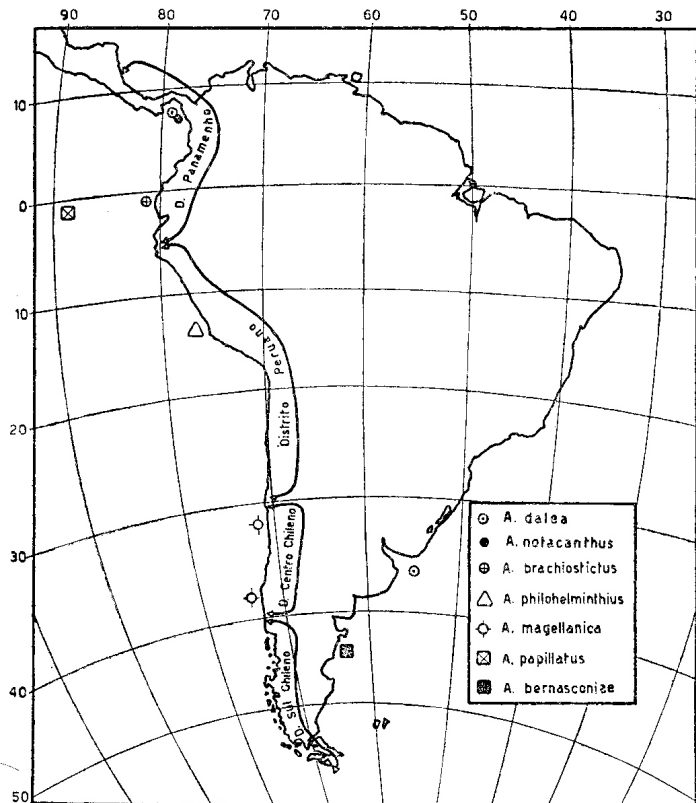 90 80 70 60 50 40 30
10
0
10
20
30
40
50
D. Panamenho
Distrito Peruano
D. Centro Chileno
D. Sul Chileno
A. dalea
A. notacanthus
A. brachiostictus
A. philohelminthius
A. magellanica
A. papillatus
A. bernasconiae